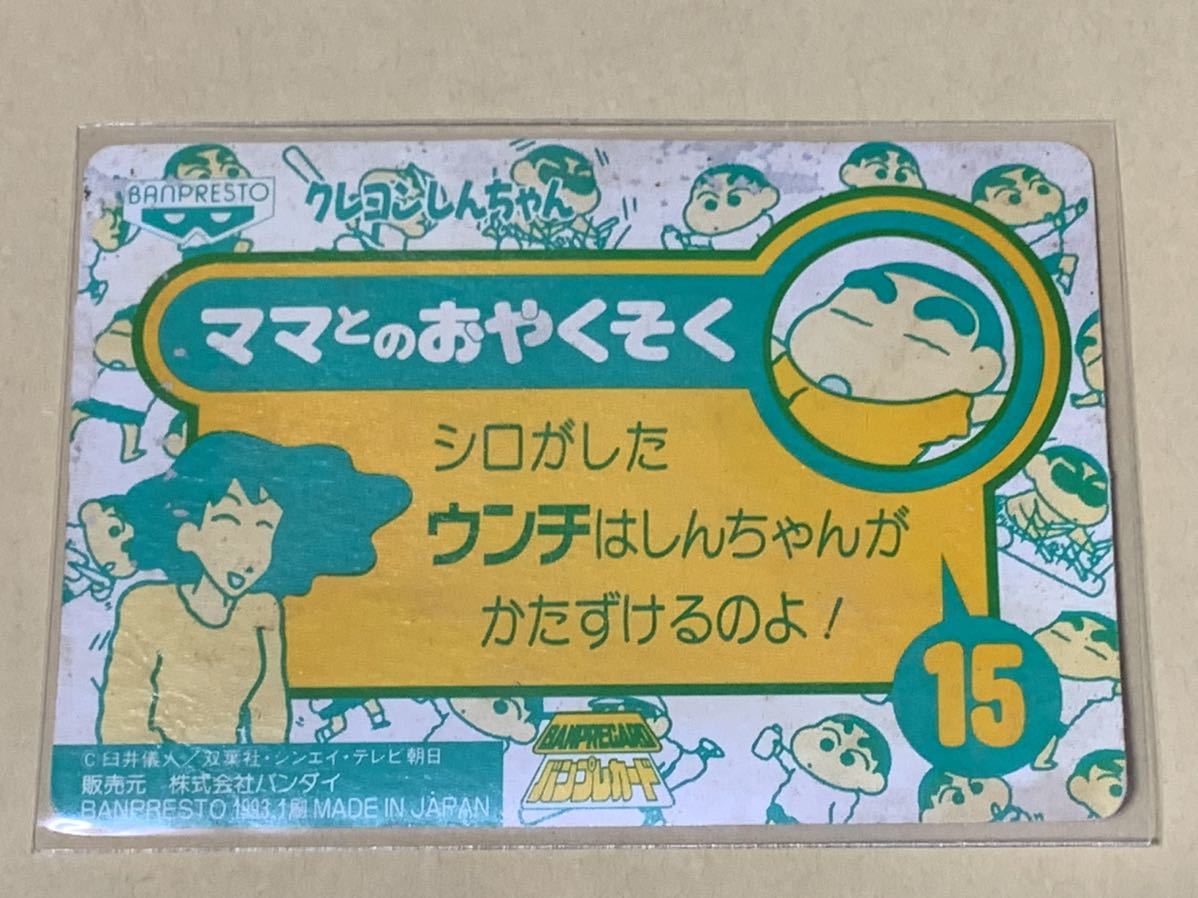 BANPRESTO
クレヨンしんちゃん
ママとのおやくそく
シロがした
ウンチはしんちゃんが
かたずけるのよ！
15
BANPRECARD
バンプレカード
©臼井儀人／双葉社・シンエイ・テレビ朝日
販売元 株式会社バンダイ
BANPRESTO 1993.1刷 MADE IN JAPAN